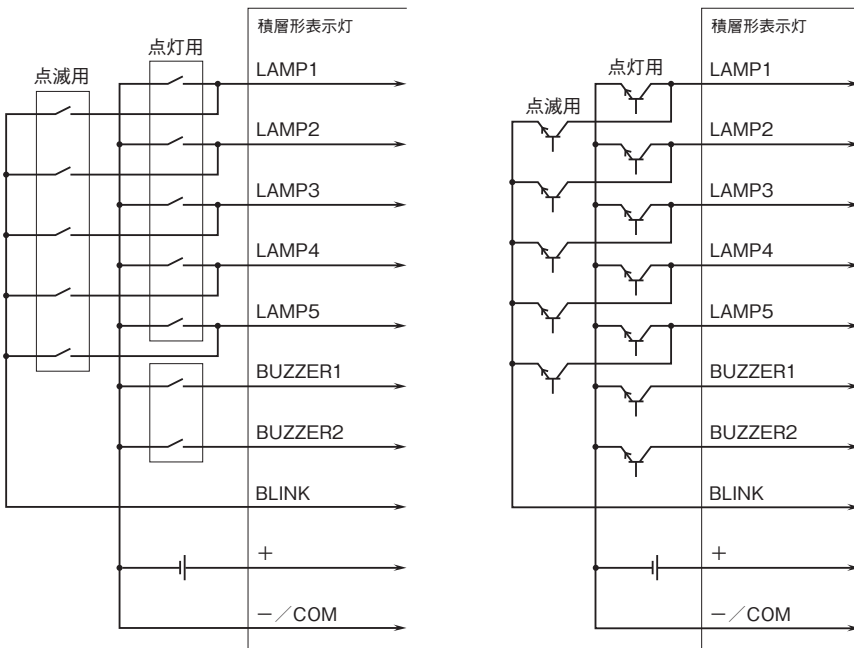 積層形表示灯
点灯用
点滅用
LAMP1
LAMP2
LAMP3
LAMP4
LAMP5
BUZZER1
BUZZER2
BLINK
＋
－／COM
積層形表示灯
点灯用
点滅用
LAMP1
LAMP2
LAMP3
LAMP4
LAMP5
BUZZER1
BUZZER2
BLINK
＋
－／COM